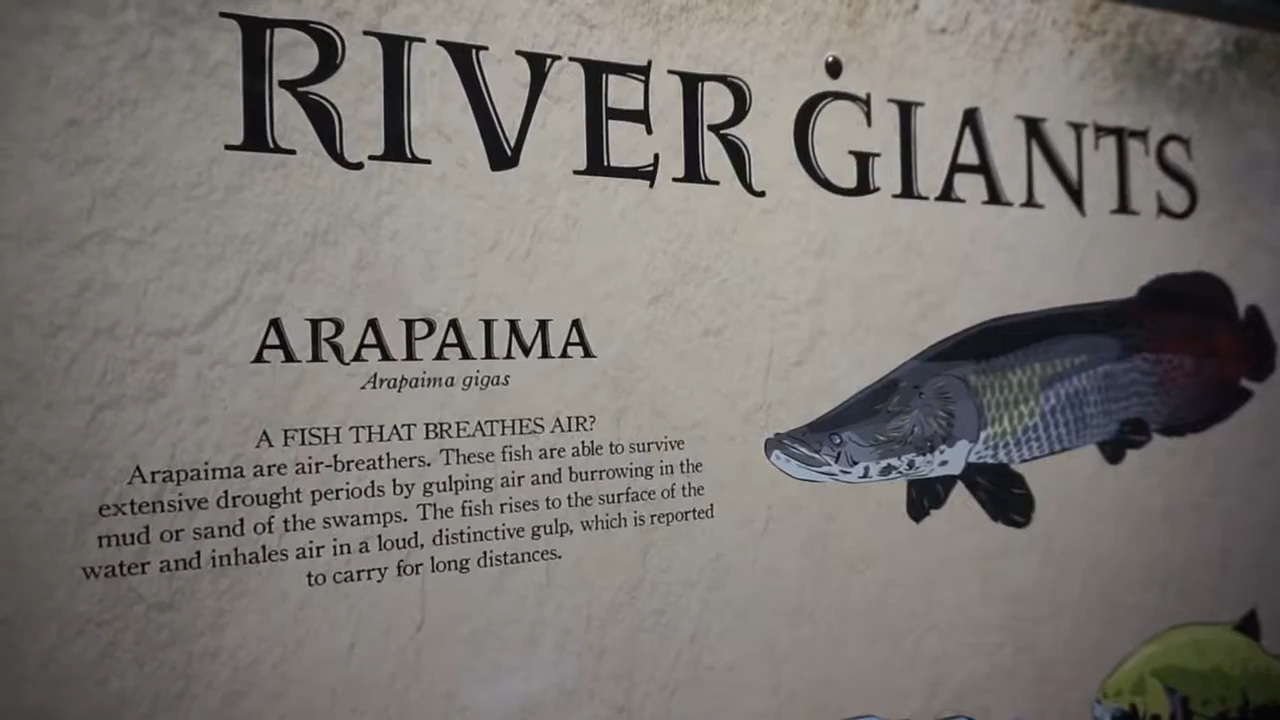 RIVER GIANTS
ARAPAIMA
Arapaima gigas
A FISH THAT BREATHES AIR?
Arapaima are air-breathers. These fish are able to survive
extensive drought periods by gulping air and burrowing in the
mud or sand of the swamps. The fish rises to the surface of the
water and inhales air in a loud, distinctive gulp, which is reported
to carry for long distances.